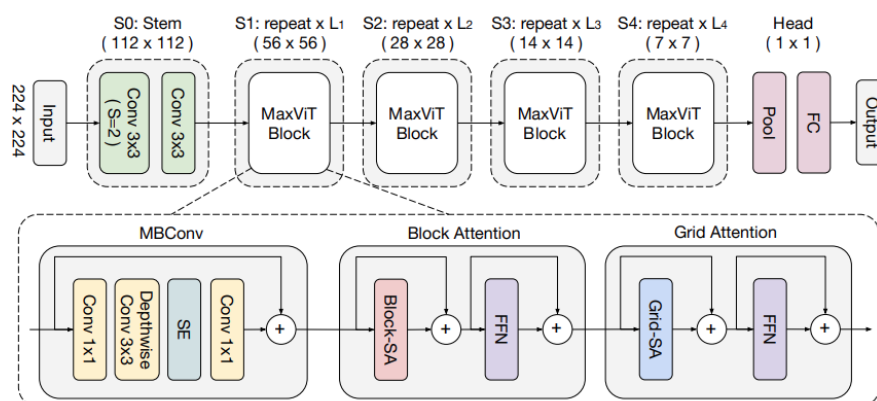 S0: Stem
( 112 x 112 )
S1: repeat x L1
( 56 x 56 )
S2: repeat x L2
( 28 x 28 )
S3: repeat x L3
( 14 x 14 )
S4: repeat x L4
( 7 x 7 )
Head
( 1 x 1 )
224 x 224
Input
Conv 3x3
( S=2 )
Conv 3x3
MaxViT
Block
MaxViT
Block
MaxViT
Block
MaxViT
Block
Pool
FC
Output
MBConv
Conv 1x1
Depthwise
Conv 3x3
SE
Conv 1x1
+
Block Attention
Block-SA
+
FFN
+
Grid Attention
Grid-SA
+
FFN
+